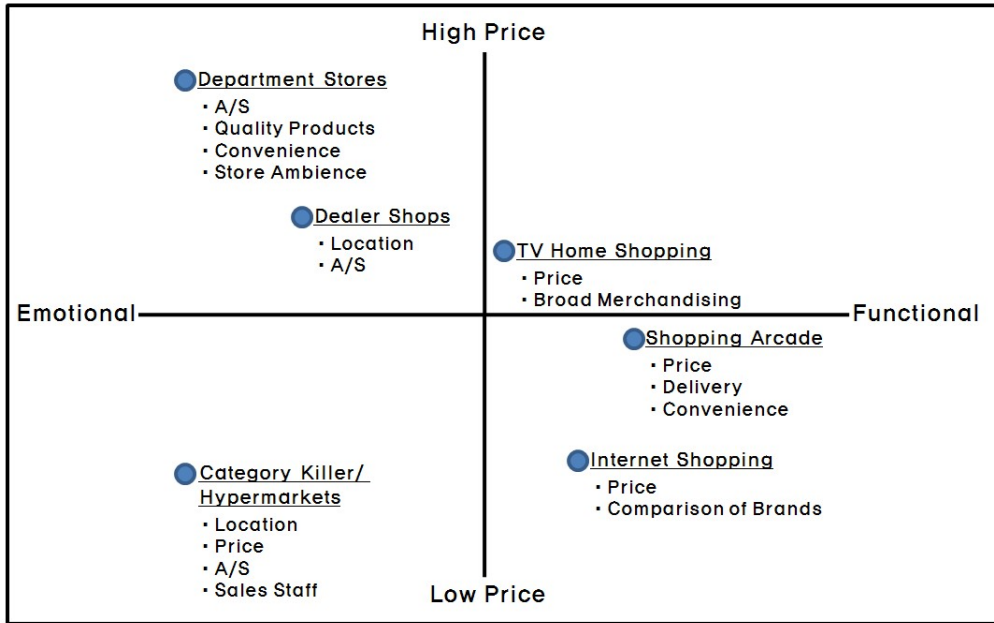 High Price
Department Stores
· A/S
· Quality Products
· Convenience
· Store Ambience
Dealer Shops
· Location
· A/S
TV Home Shopping
· Price
· Broad Merchandising
Emotional
Functional
Shopping Arcade
· Price
· Delivery
· Convenience
Category Killer/
Hypermarkets
· Location
· Price
· A/S
· Sales Staff
Internet Shopping
· Price
· Comparison of Brands
Low Price